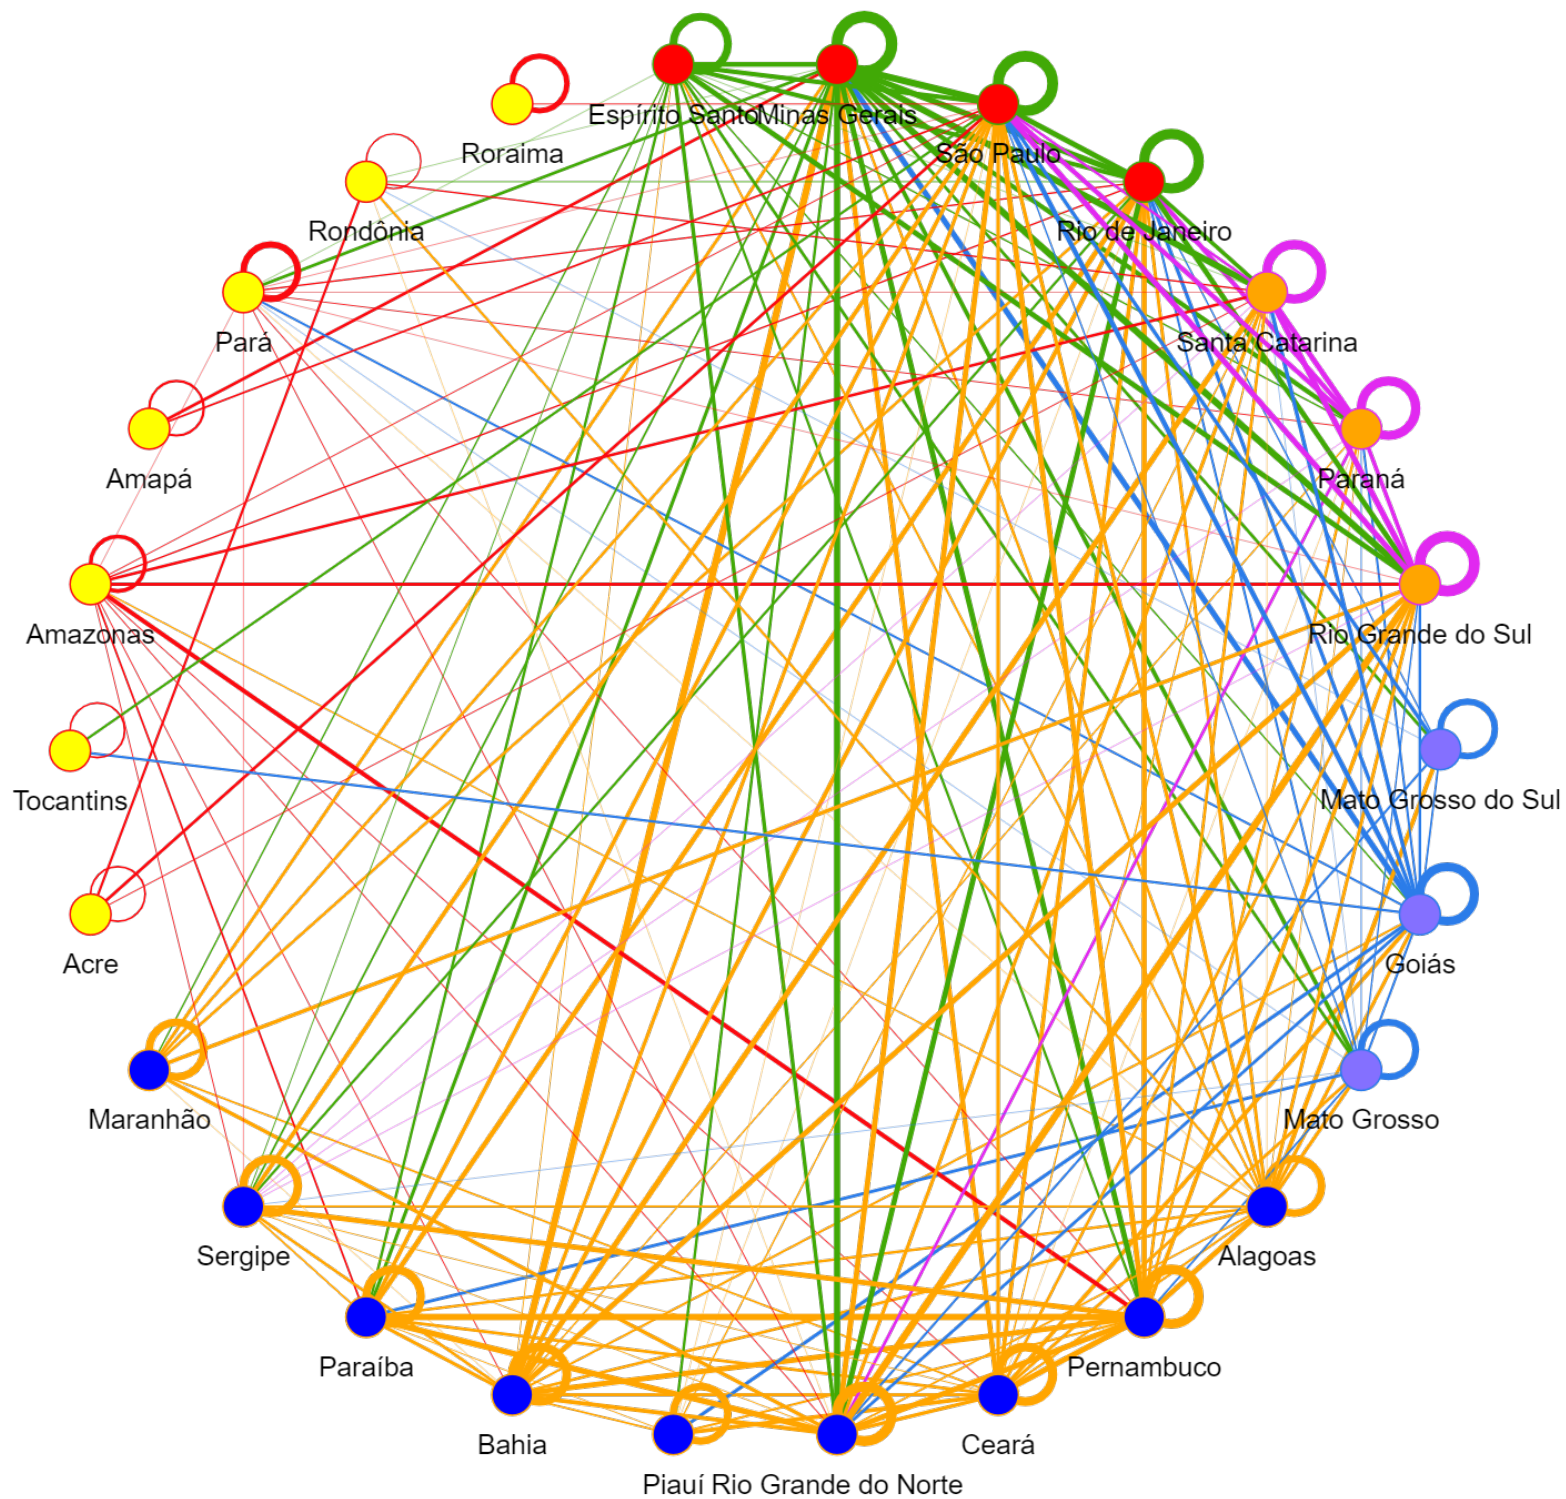 Espírito Santo
Minas Gerais
Roraima
São Paulo
Rondônia
Rio de Janeiro
Pará
Santa Catarina
Amapá
Paraná
Amazonas
Rio Grande do Sul
Tocantins
Mato Grosso do Sul
Acre
Goiás
Maranhão
Mato Grosso
Sergipe
Alagoas
Paraíba
Pernambuco
Bahia
Ceará
Piauí
Rio Grande do Norte